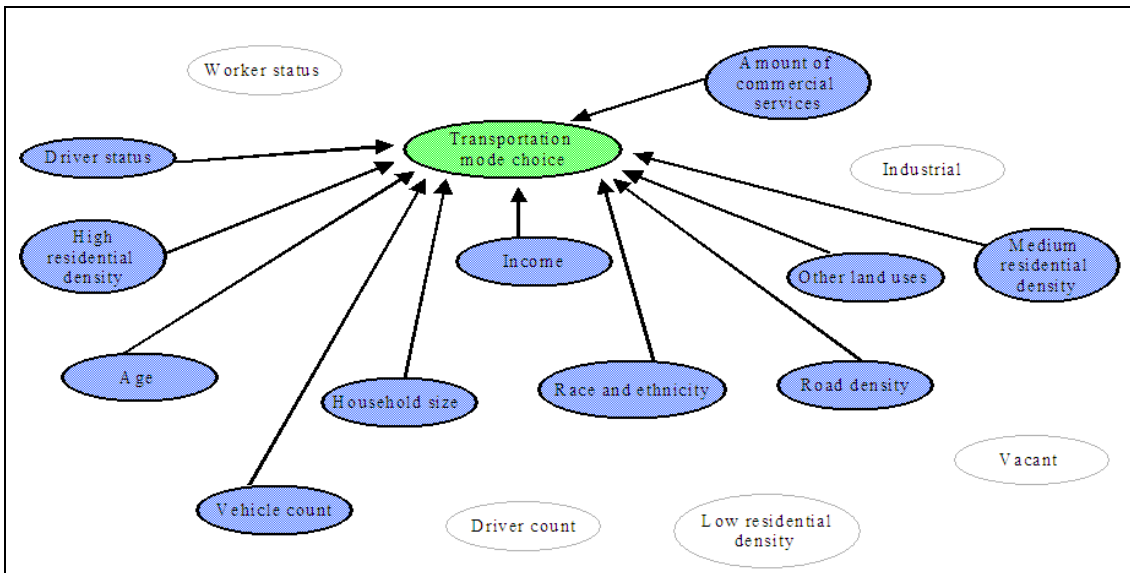 Worker status
Amount of
commercial
services
Transportation
mode choice
Driver status
Industrial
High
residential
density
Income
Other land uses
Medium
residential
density
Age
Household size
Race and ethnicity
Road density
Vacant
Vehicle count
Driver count
Low residential
density